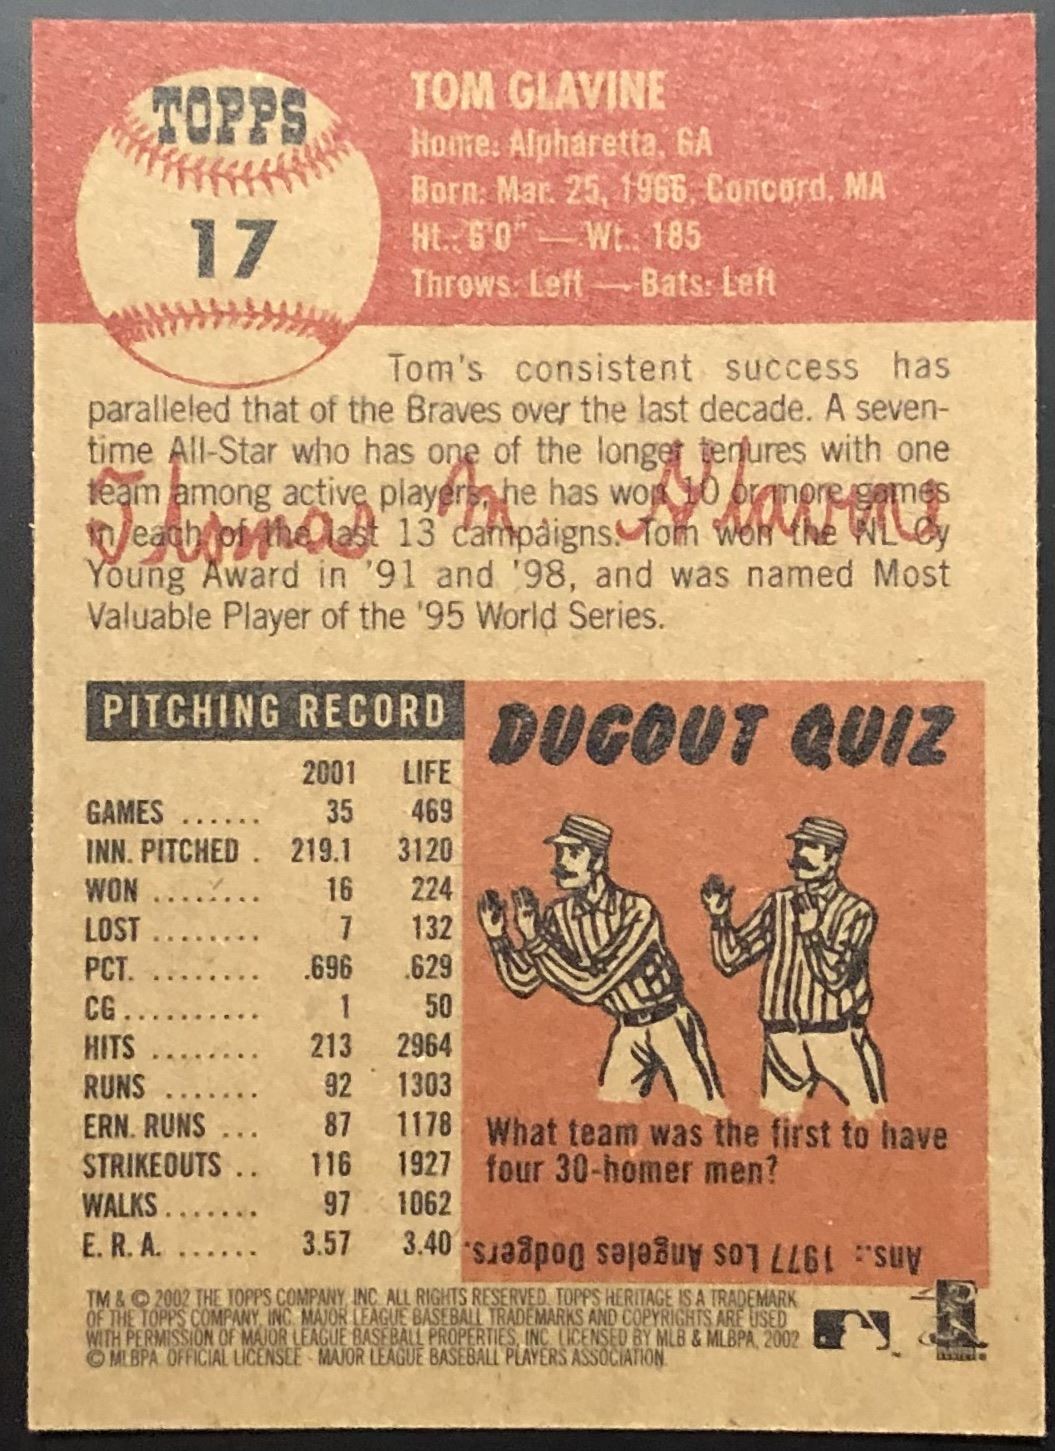 TOPPS
17
TOM GLAVINE
Home: Alpharetta, GA
Born: Mar. 25, 1966, Concord, MA
Ht.: 6'0" — Wt.: 185
Throws: Left — Bats: Left
Tom's consistent success has
paralleled that of the Braves over the last decade. A seven-
time All-Star who has one of the longer tenures with one
team among active players, he has won 10 or more games
in each of the last 13 campaigns. Tom won the NL Cy
Young Award in '91 and '98, and was named Most
Valuable Player of the '95 World Series.
Thomas M. Glavine
PITCHING RECORD
2001 LIFE
GAMES ...... 35 469
INN. PITCHED . 219.1 3120
WON ........ 16 224
LOST ........ 7 132
PCT. ........ .696 .629
CG .......... 1 50
HITS ........ 213 2964
RUNS ....... 92 1303
ERN. RUNS ... 87 1178
STRIKEOUTS .. 116 1927
WALKS ....... 97 1062
E. R. A. ...... 3.57 3.40
DUGOUT QUIZ
What team was the first to have
four 30-homer men?
Ans.: 1977 Los Angeles Dodgers.
TM & © 2002 THE TOPPS COMPANY, INC. ALL RIGHTS RESERVED. TOPPS HERITAGE IS A TRADEMARK
OF THE TOPPS COMPANY, INC. MAJOR LEAGUE BASEBALL TRADEMARKS AND COPYRIGHTS ARE USED
WITH PERMISSION OF MAJOR LEAGUE BASEBALL PROPERTIES, INC. LICENSED BY MLB & MLBPA, 2002
© MLBPA OFFICIAL LICENSEE - MAJOR LEAGUE BASEBALL PLAYERS ASSOCIATION.